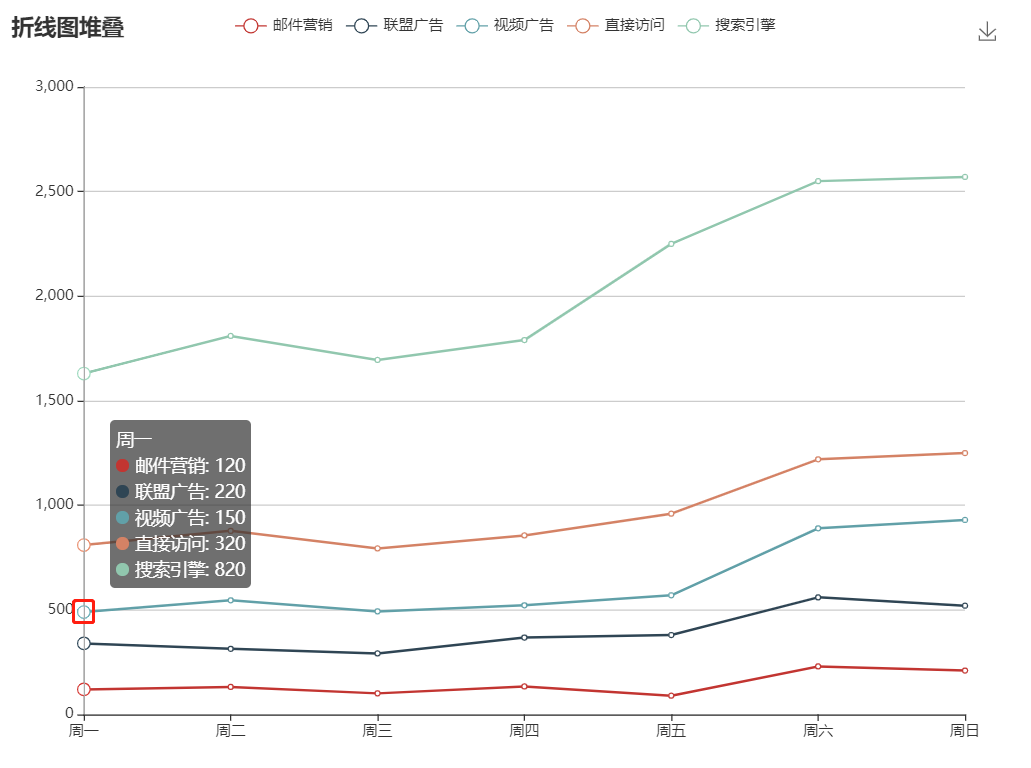 折线图堆叠
邮件营销 联盟广告 视频广告 直接访问 搜索引擎
3,000
2,500
2,000
1,500
1,000
500
0
周一
邮件营销: 120
联盟广告: 220
视频广告: 150
直接访问: 320
搜索引擎: 820
周一 周二 周三 周四 周五 周六 周日